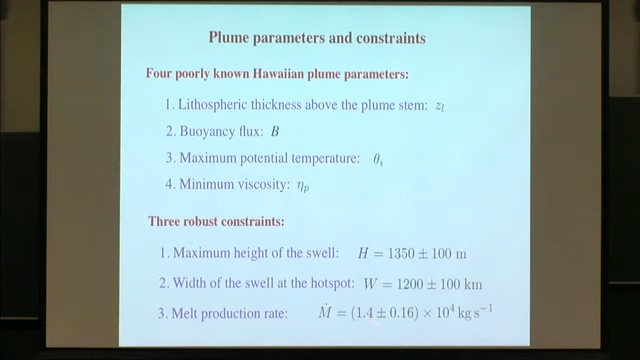 Plume parameters and constraints
Four poorly known Hawaiian plume parameters:
1. Lithospheric thickness above the plume stem: z_l
2. Buoyancy flux: B
3. Maximum potential temperature: θ_i
4. Minimum viscosity: η_p
Three robust constraints:
1. Maximum height of the swell: H = 1350 ± 100 m
2. Width of the swell at the hotspot: W = 1200 ± 100 km
3. Melt production rate: Ṁ = (1.4 ± 0.16) × 10⁴ kg s⁻¹